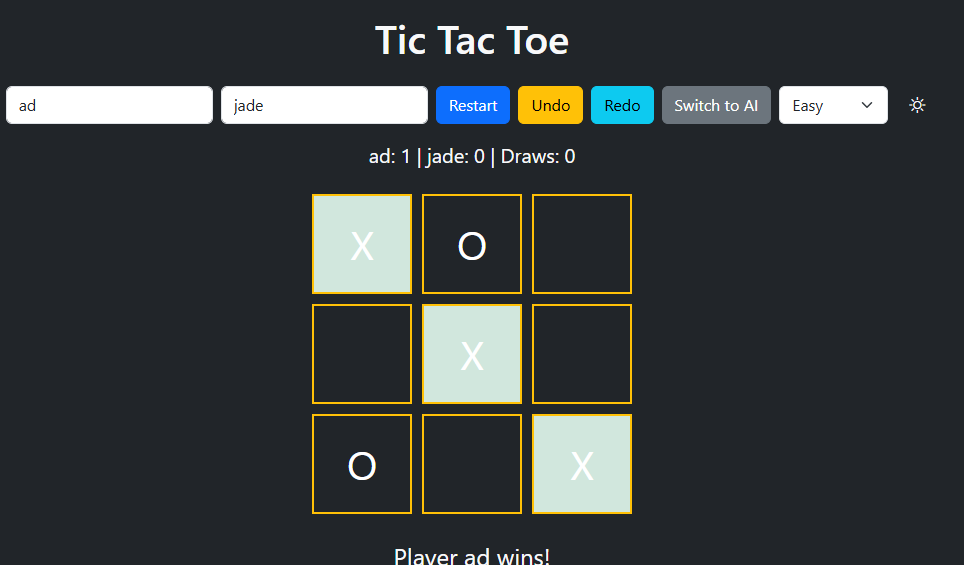 Tic Tac Toe
ad jade Restart Undo Redo Switch to AI Easy
ad: 1 | jade: 0 | Draws: 0
X O
X
O X
Player ad wins!